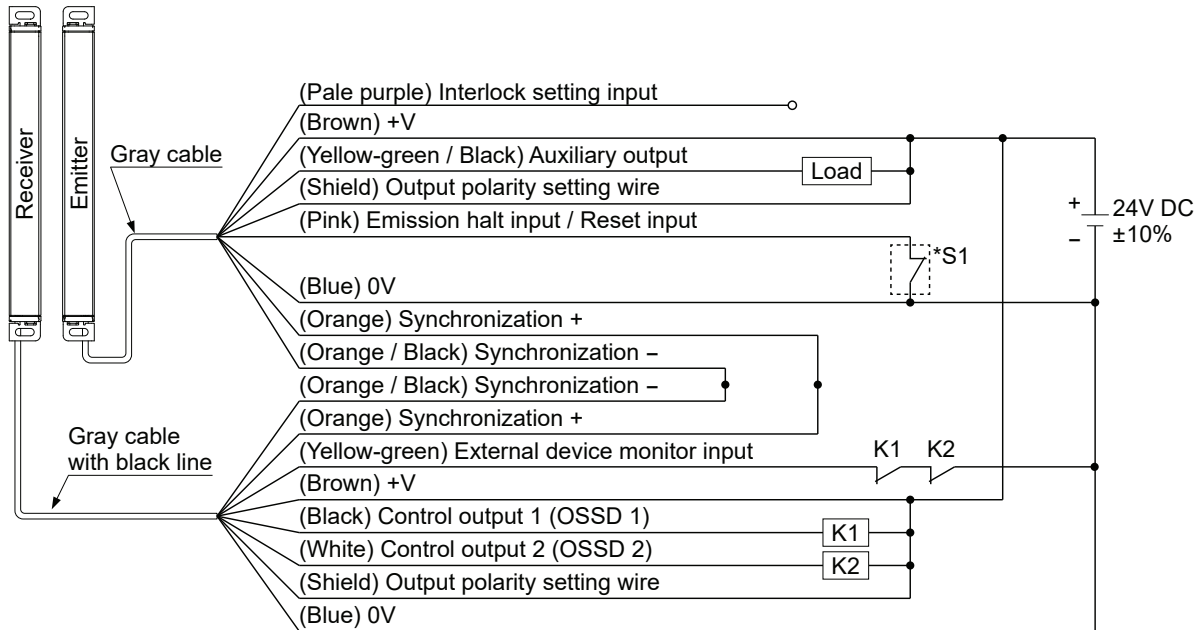 Receiver
Emitter
Gray cable
(Pale purple) Interlock setting input
(Brown) +V
(Yellow-green / Black) Auxiliary output
Load
(Shield) Output polarity setting wire
(Pink) Emission halt input / Reset input
+
−
24V DC
±10%
*S1
(Blue) 0V
(Orange) Synchronization +
(Orange / Black) Synchronization −
(Orange / Black) Synchronization −
(Orange) Synchronization +
Gray cable
with black line
(Yellow-green) External device monitor input
K1 K2
(Brown) +V
(Black) Control output 1 (OSSD 1)
K1
(White) Control output 2 (OSSD 2)
K2
(Shield) Output polarity setting wire
(Blue) 0V